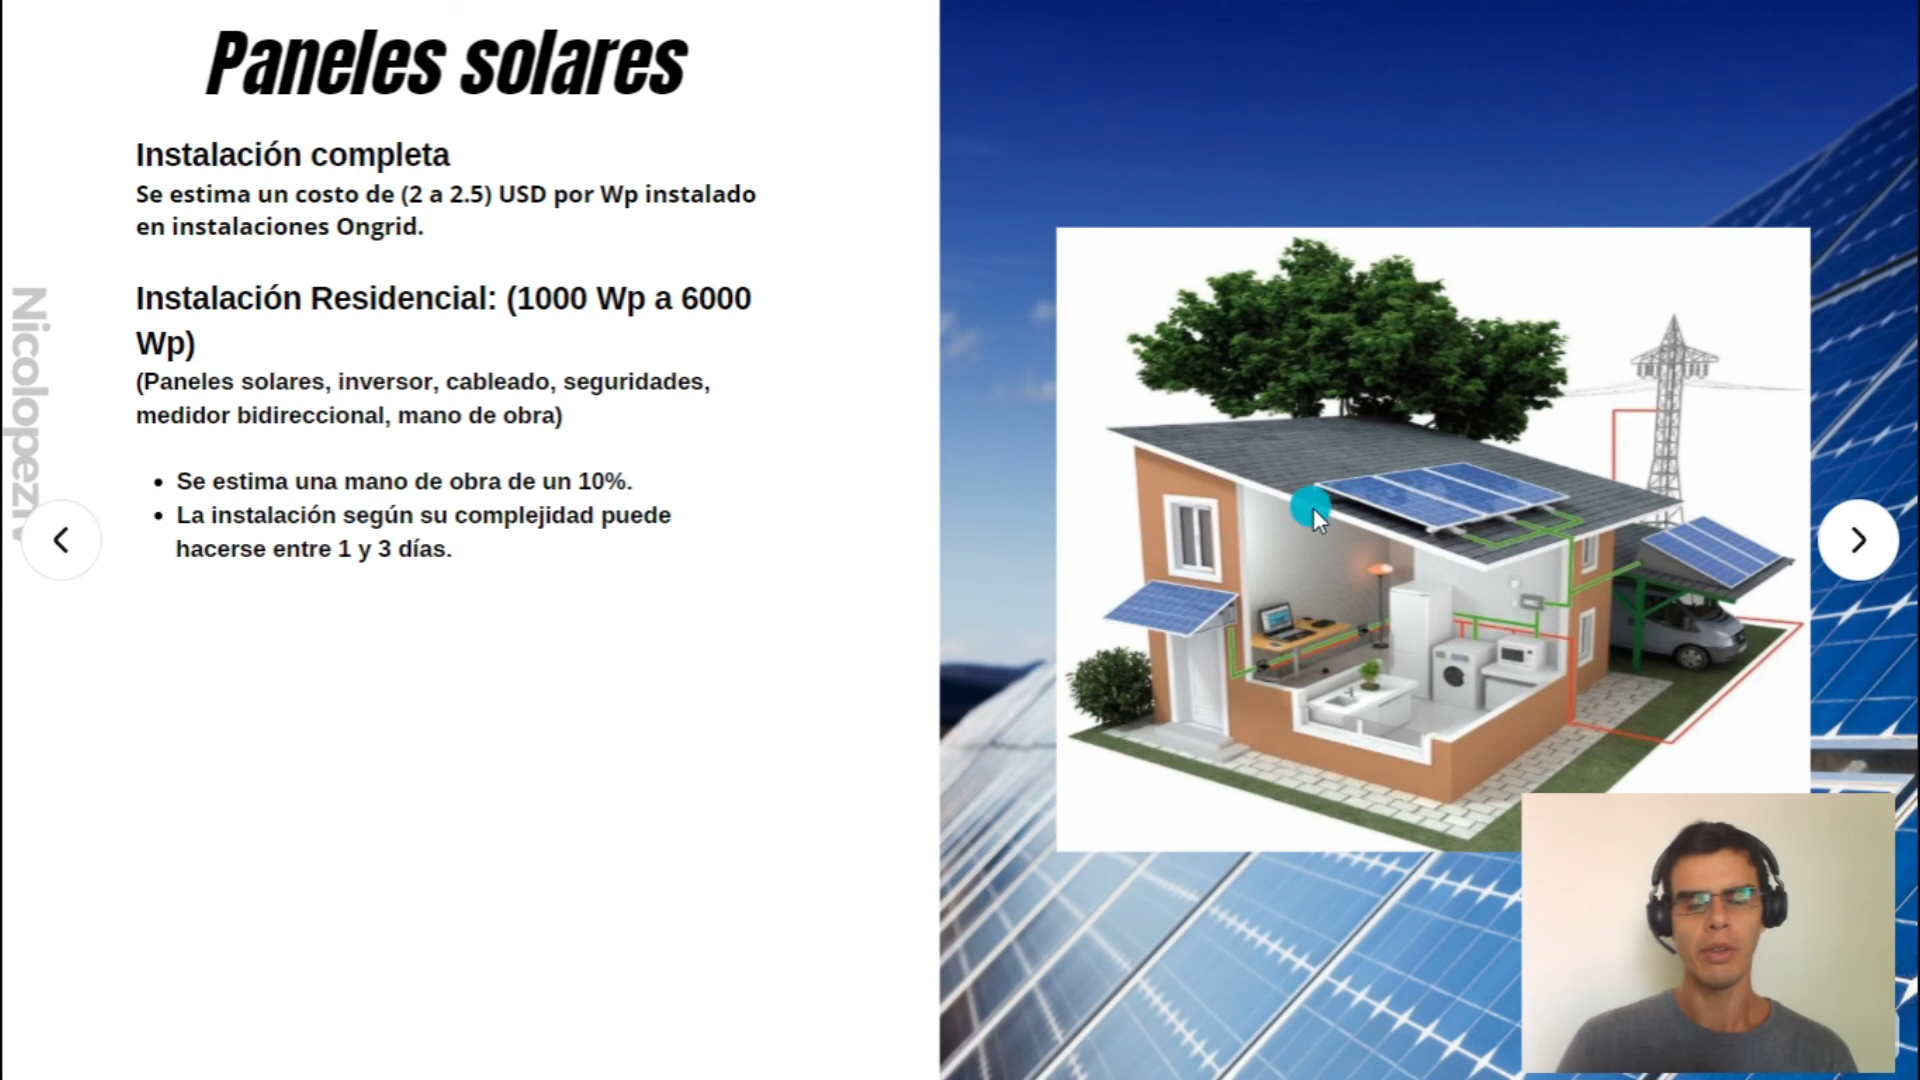 Paneles solares
Instalación completa
Se estima un costo de (2 a 2.5) USD por Wp instalado
en instalaciones Ongrid.
Instalación Residencial: (1000 Wp a 6000
Wp)
(Paneles solares, inversor, cableado, seguridades,
medidor bidireccional, mano de obra)
• Se estima una mano de obra de un 10%.
• La instalación según su complejidad puede
hacerse entre 1 y 3 días.